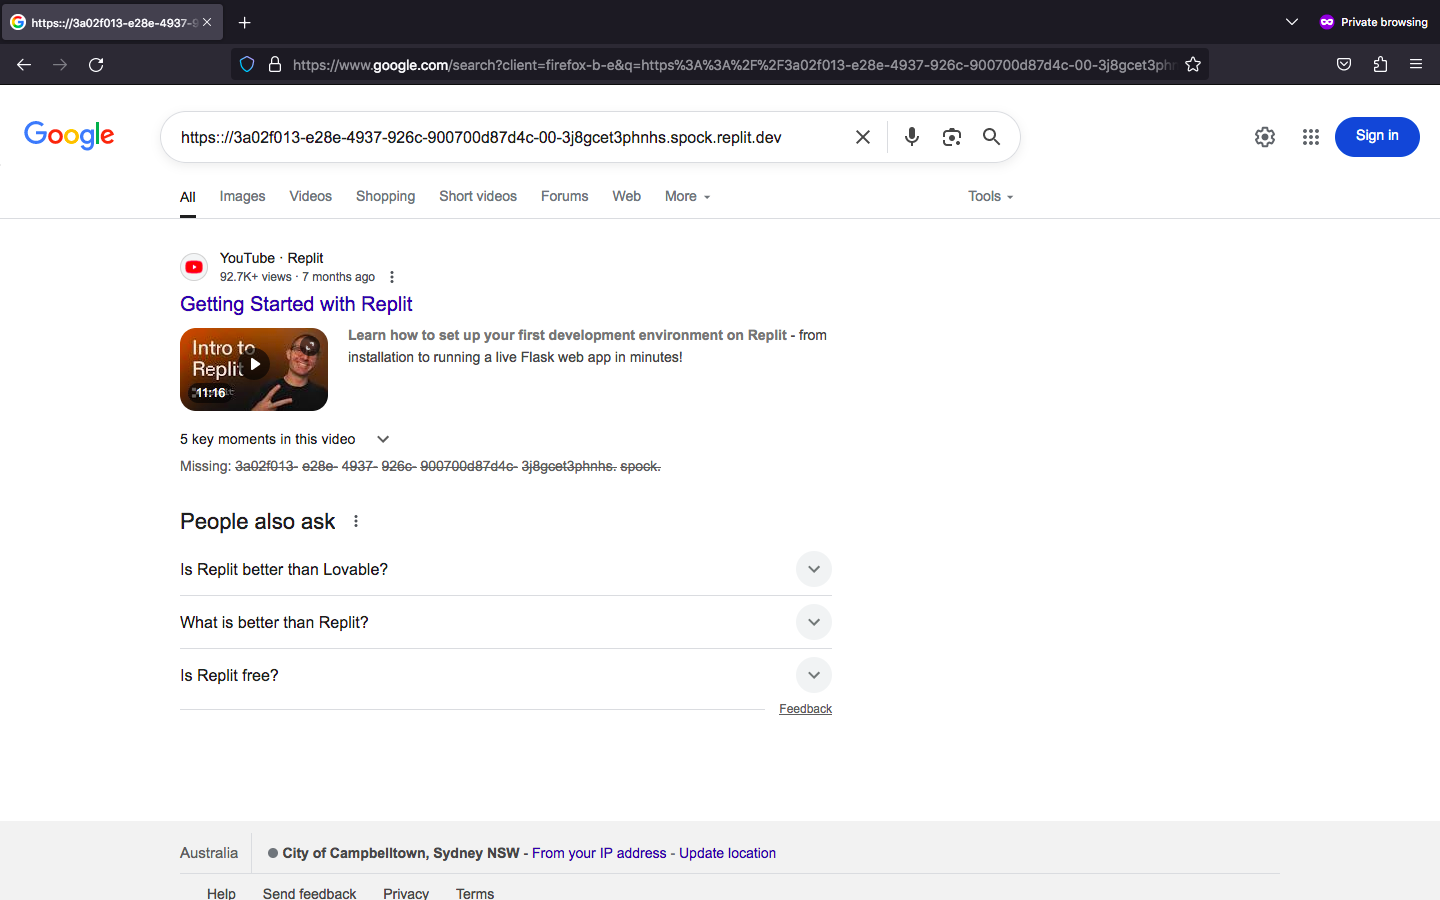 https://3a02f013-e28e-4937-9
Private browsing
https://www.google.com/search?client=firefox-b-e&q=https%3A%3A%2F%2F3a02f013-e28e-4937-926c-900700d87d4c-00-3j8gcet3phn
Google
https:://3a02f013-e28e-4937-926c-900700d87d4c-00-3j8gcet3phnhs.spock.replit.dev
Sign in
All Images Videos Shopping Short videos Forums Web More Tools
YouTube · Replit
92.7K+ views · 7 months ago
Getting Started with Replit
Intro to
Replit
11:16
Learn how to set up your first development environment on Replit - from
installation to running a live Flask web app in minutes!
5 key moments in this video
Missing: 3a02f013- e28e- 4937- 926c- 900700d87d4c- 3j8gcet3phnhs. spock.
People also ask
Is Replit better than Lovable?
What is better than Replit?
Is Replit free?
Feedback
Australia
City of Campbelltown, Sydney NSW - From your IP address - Update location
Help Send feedback Privacy Terms